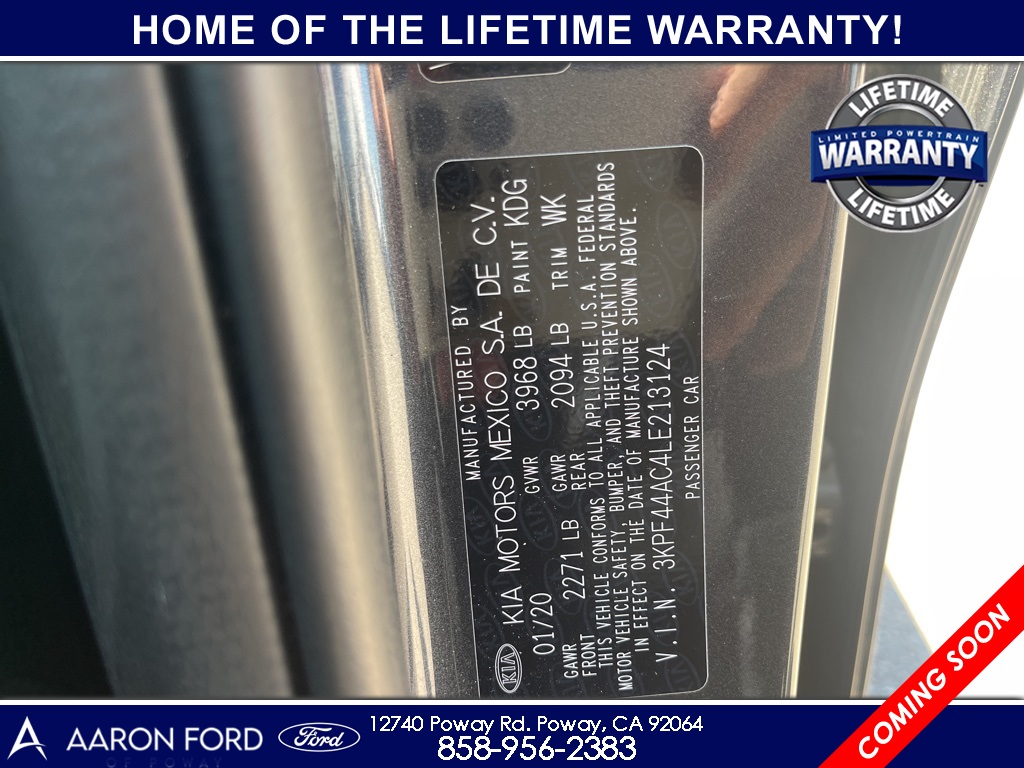 HOME OF THE LIFETIME WARRANTY!
LIFETIME
LIMITED POWERTRAIN
WARRANTY
LIFETIME
MANUFACTURED BY
KIA KIA MOTORS MEXICO S.A. DE C.V.
01/20 GVWR 3968 LB PAINT KDG
GAWR FRONT 2271 LB GAWR REAR 2094 LB TRIM WK
THIS VEHICLE CONFORMS TO ALL APPLICABLE U.S.A. FEDERAL
MOTOR VEHICLE SAFETY, BUMPER, AND THEFT PREVENTION STANDARDS
IN EFFECT ON THE DATE OF MANUFACTURE SHOWN ABOVE.
V.I.N. 3KPF44AC4LE213124
PASSENGER CAR
COMING SOON
AARON FORD
OF POWAY
Ford
12740 Poway Rd. Poway, CA 92064
858-956-2383